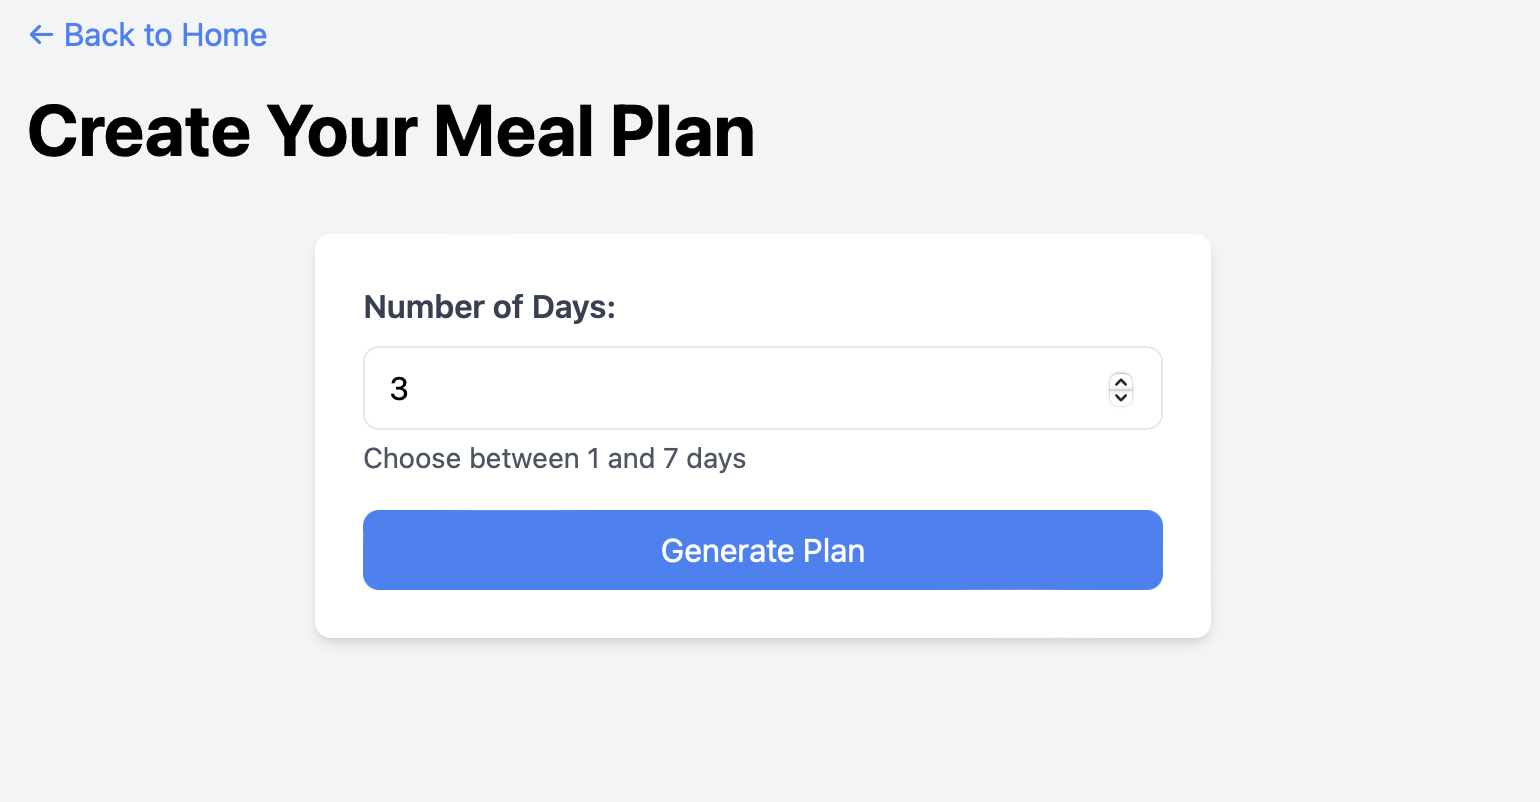 ← Back to Home
Create Your Meal Plan
Number of Days:
3
Choose between 1 and 7 days
Generate Plan